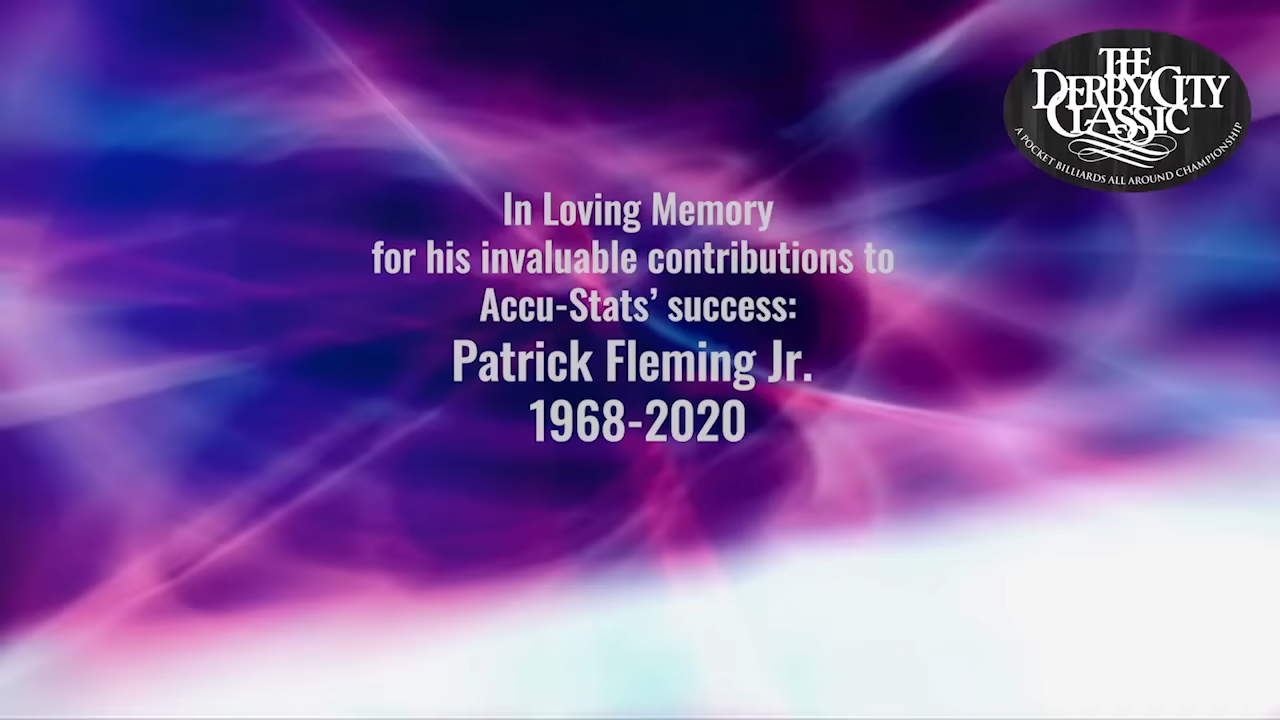 THE
DERBY CITY
CLASSIC
A POCKET BILLIARDS ALL AROUND CHAMPIONSHIP
In Loving Memory
for his invaluable contributions to
Accu-Stats’ success:
Patrick Fleming Jr.
1968-2020